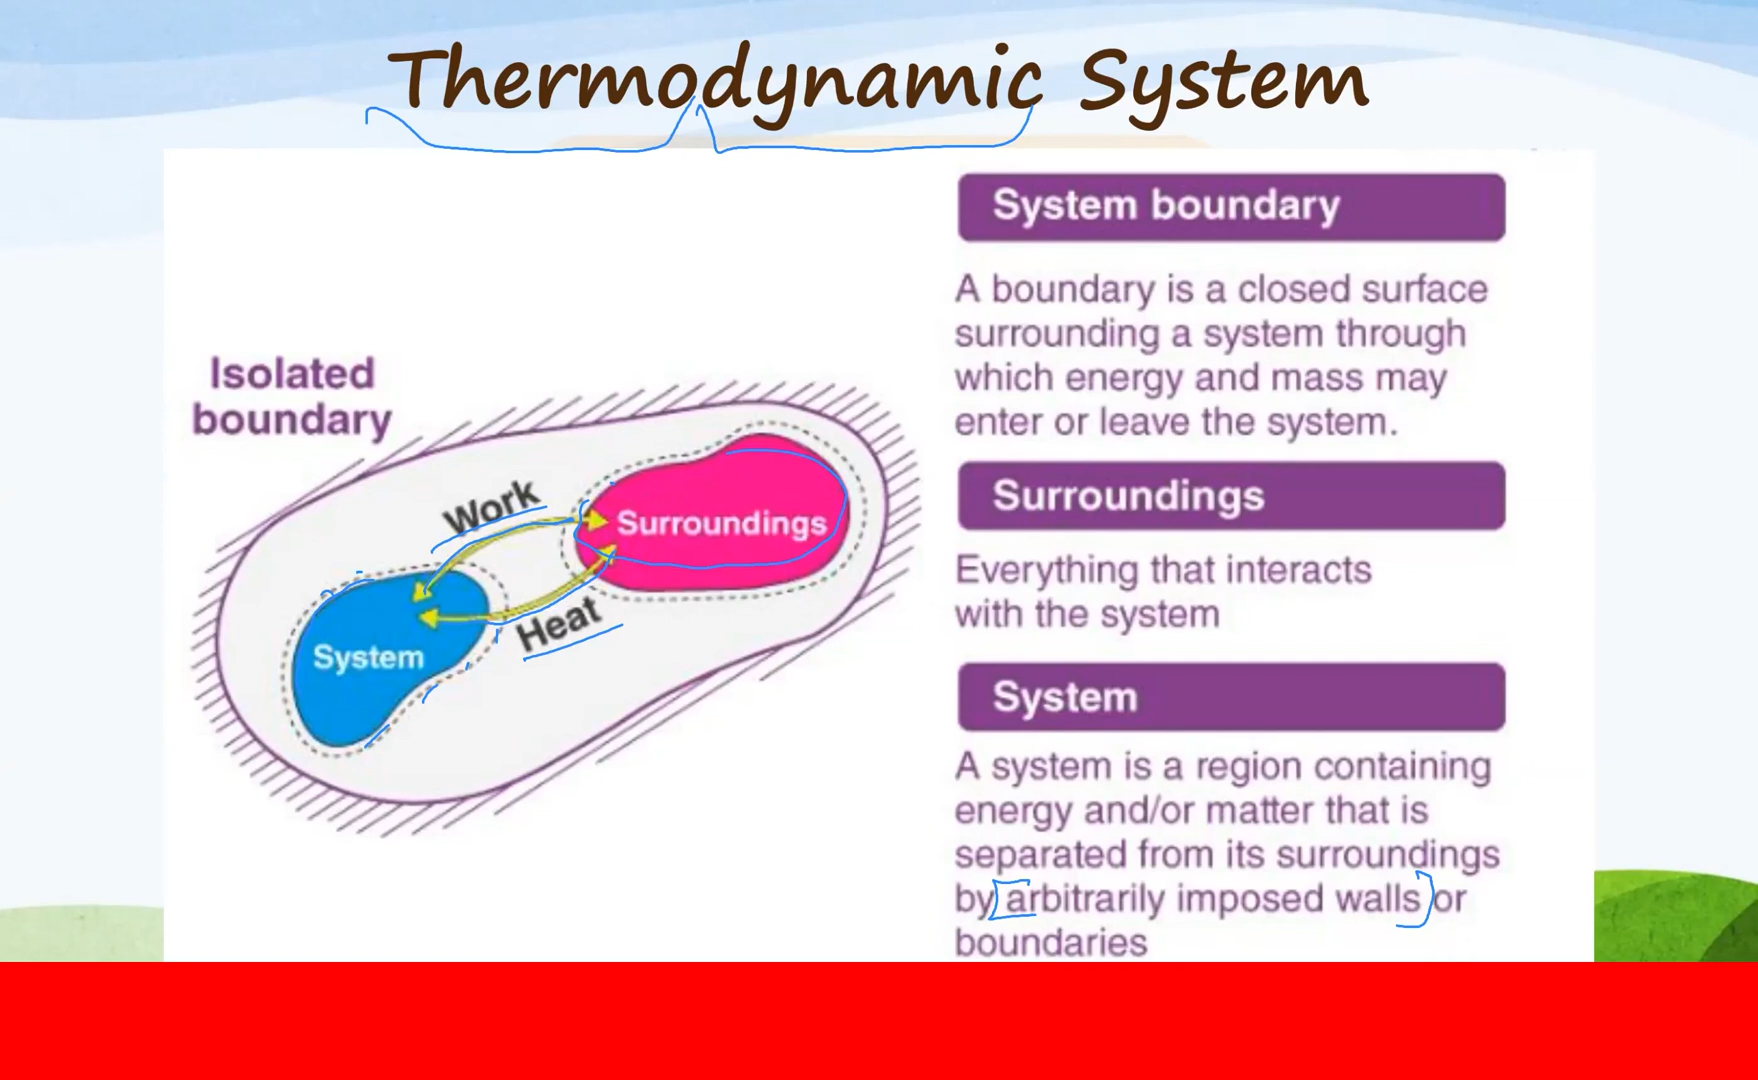 Thermodynamic System
Isolated
boundary
Work
Surroundings
System
Heat
System boundary
A boundary is a closed surface
surrounding a system through
which energy and mass may
enter or leave the system.
Surroundings
Everything that interacts
with the system
System
A system is a region containing
energy and/or matter that is
separated from its surroundings
by arbitrarily imposed walls or
boundaries